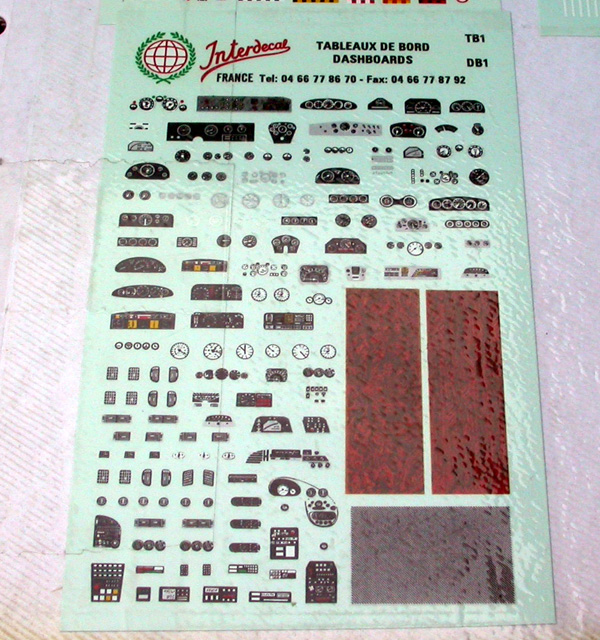 Interdecal
TABLEAUX DE BORD
DASHBOARDS
TB1
DB1
FRANCE Tel: 04 66 77 86 70 - Fax: 04 66 77 87 92